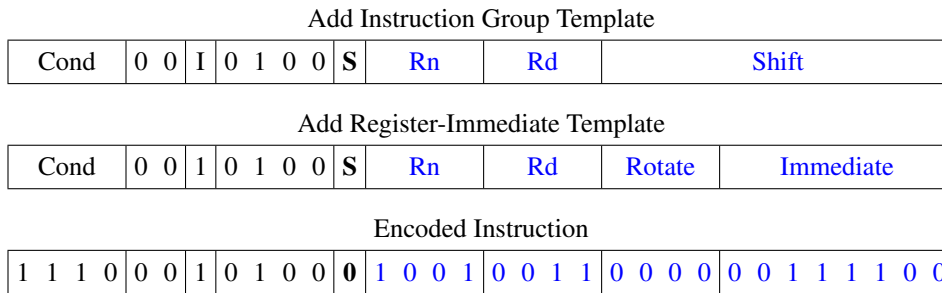 Add Instruction Group Template
Cond 0 0 I 0 1 0 0 S Rn Rd Shift
Add Register-Immediate Template
Cond 0 0 1 0 1 0 0 S Rn Rd Rotate Immediate
Encoded Instruction
1 1 1 0 0 0 1 0 1 0 0 0 1 0 0 1 0 0 1 1 0 0 0 0 0 0 1 1 1 1 0 0